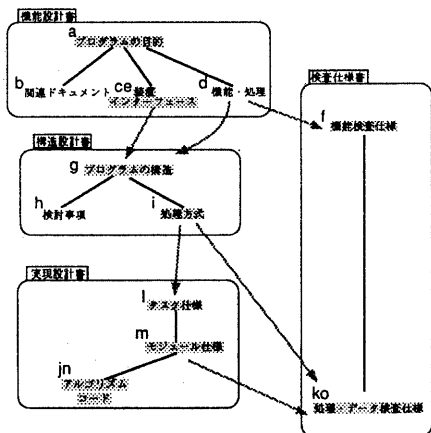 機能設計書
a
プログラムの目的
b
関連ドキュメント
ce
インターフェース
d
機能・処理
検査仕様書
f
機能検査仕様
構造設計書
g
プログラムの構造
h
検討事項
i
処理方式
実現設計書
l
タスク仕様
m
モジュール仕様
jn
アルゴリズム
コード
ko
処理・データ検査仕様